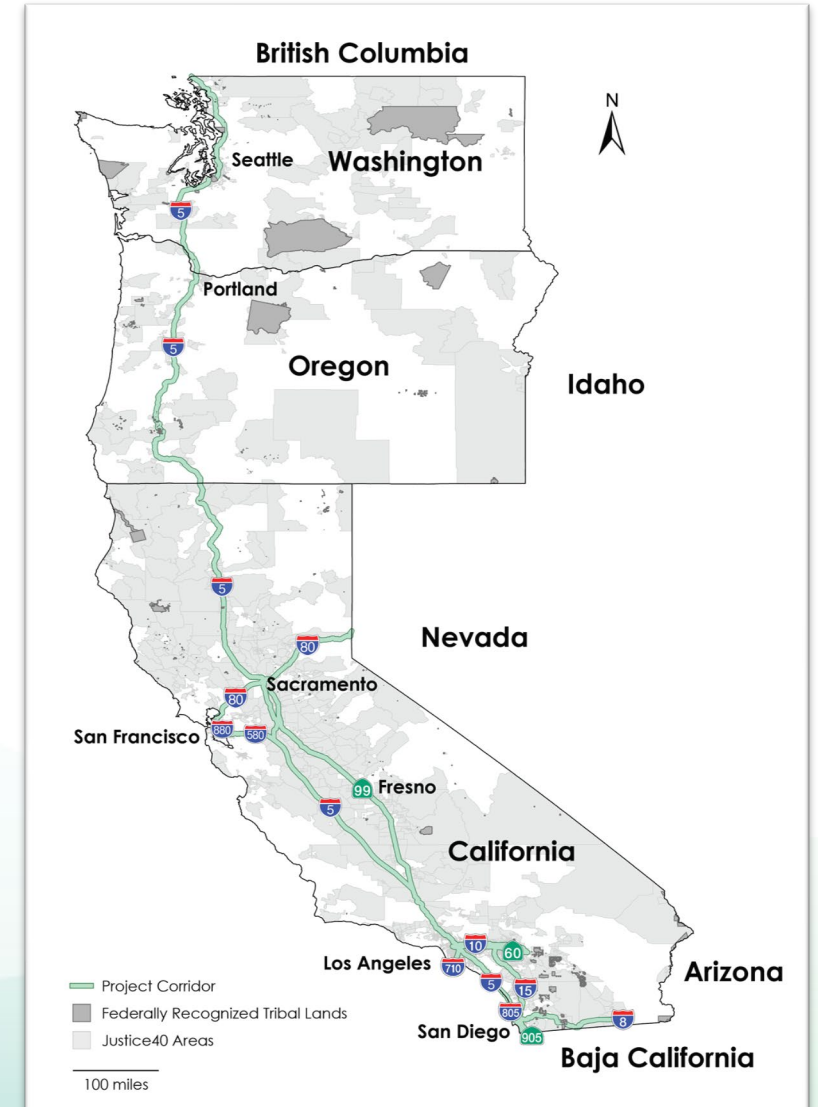 British Columbia
N
Seattle
Washington
5
Portland
5
Oregon
Idaho
5
Nevada
80
Sacramento
80
San Francisco
880
580
99
Fresno
5
California
Los Angeles
10
60
710
Arizona
5
15
805
San Diego
8
905
Baja California
Project Corridor
Federally Recognized Tribal Lands
Justice40 Areas
100 miles